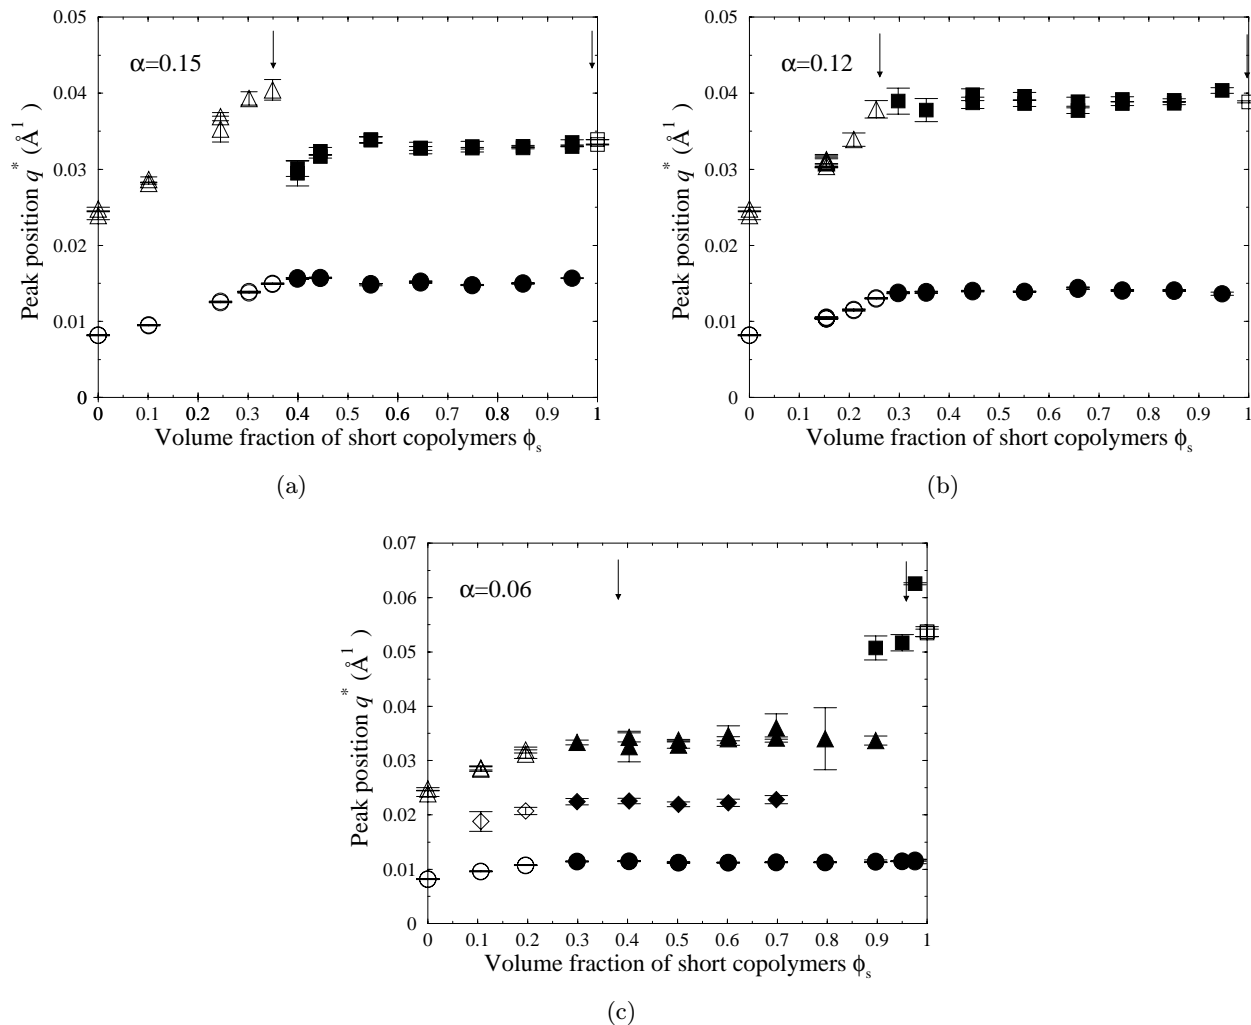 0.05
α=0.15
0.04
0.03
0.02
0.01
0
Peak position q* (Å1)
0 0.1 0.2 0.3 0.4 0.5 0.6 0.7 0.8 0.9 1
Volume fraction of short copolymers ϕs
(a)
0.05
α=0.12
0.04
0.03
0.02
0.01
0
Peak position q* (Å1)
0 0.1 0.2 0.3 0.4 0.5 0.6 0.7 0.8 0.9 1
Volume fraction of short copolymers ϕs
(b)
0.07
α=0.06
0.06
0.05
0.04
0.03
0.02
0.01
0
Peak position q* (Å1)
0 0.1 0.2 0.3 0.4 0.5 0.6 0.7 0.8 0.9 1
Volume fraction of short copolymers ϕs
(c)